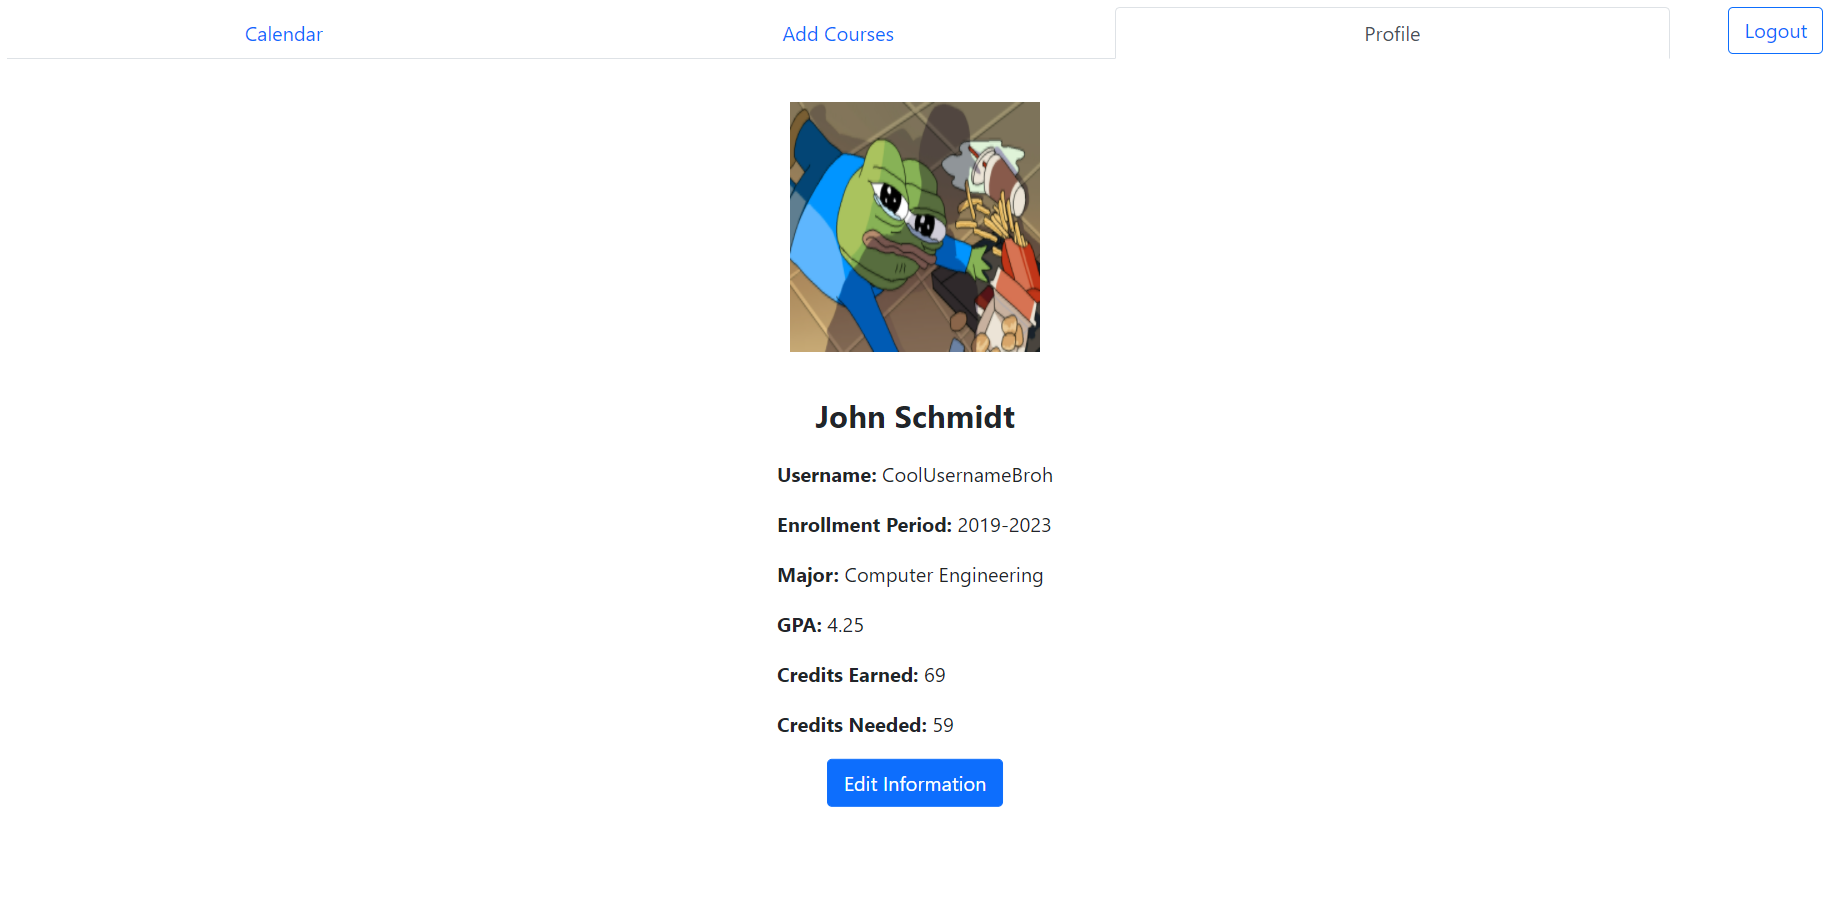 Calendar
Add Courses
Profile
Logout
John Schmidt
Username: CoolUsernameBroh
Enrollment Period: 2019-2023
Major: Computer Engineering
GPA: 4.25
Credits Earned: 69
Credits Needed: 59
Edit Information